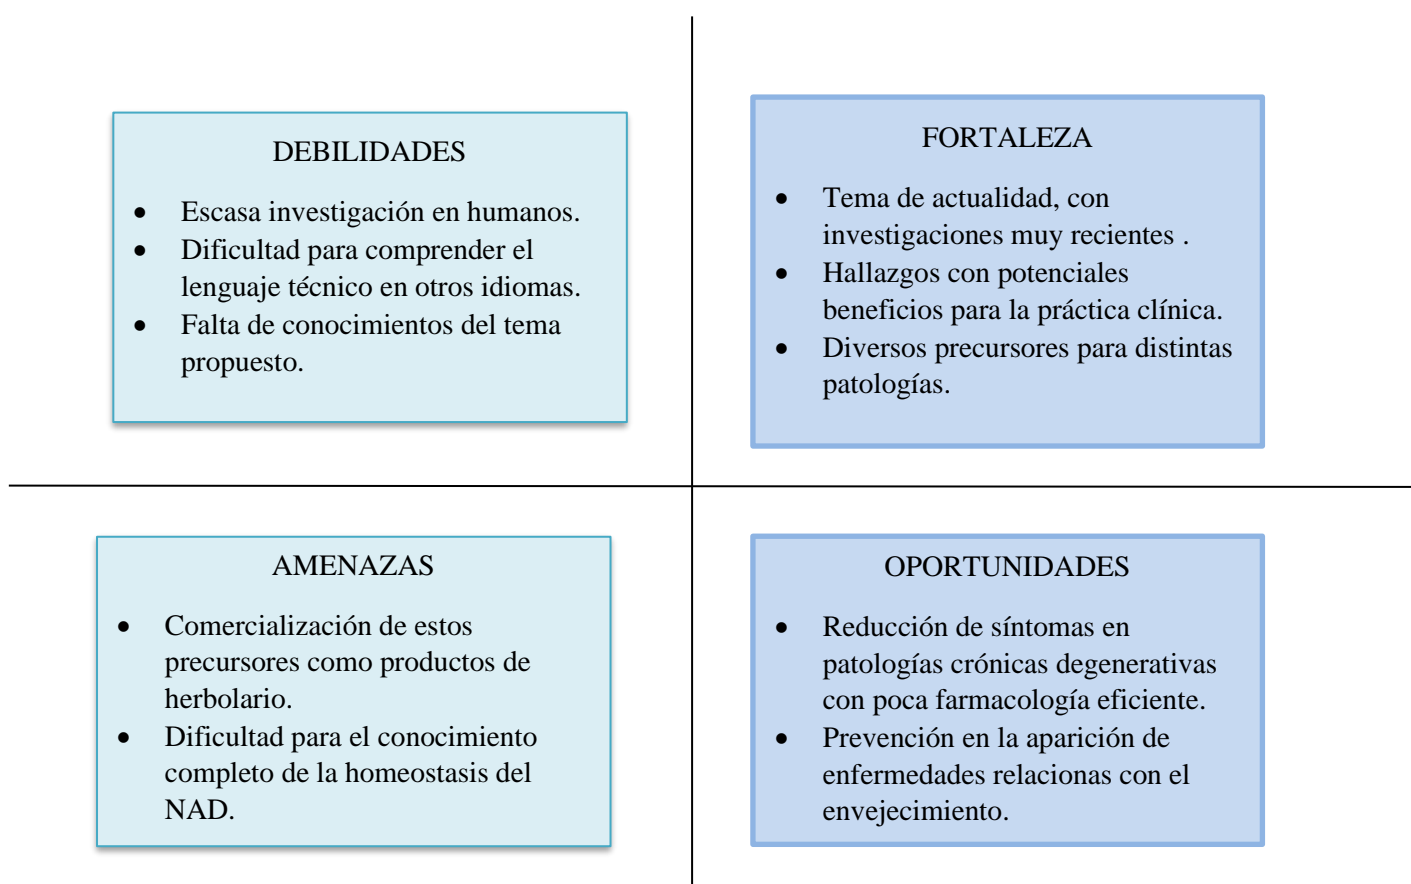 DEBILIDADES
• Escasa investigación en humanos.
• Dificultad para comprender el
lenguaje técnico en otros idiomas.
• Falta de conocimientos del tema
propuesto.
FORTALEZA
• Tema de actualidad, con
investigaciones muy recientes .
• Hallazgos con potenciales
beneficios para la práctica clínica.
• Diversos precursores para distintas
patologías.
AMENAZAS
• Comercialización de estos
precursores como productos de
herbolario.
• Dificultad para el conocimiento
completo de la homeostasis del
NAD.
OPORTUNIDADES
• Reducción de síntomas en
patologías crónicas degenerativas
con poca farmacología eficiente.
• Prevención en la aparición de
enfermedades relacionas con el
envejecimiento.